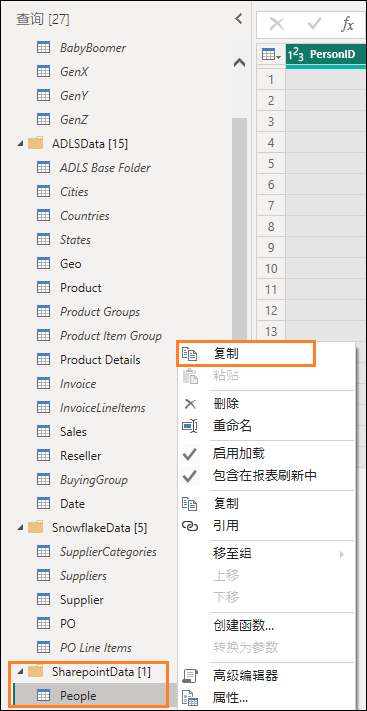 查询 [27]
BabyBoomer
GenX
GenY
GenZ
ADLSData [15]
ADLS Base Folder
Cities
Countries
States
Geo
Product
Product Groups
Product Item Group
Product Details
Invoice
InvoiceLineItems
Sales
Reseller
BuyingGroup
Date
SnowflakeData [5]
SupplierCategories
Suppliers
Supplier
PO
PO Line Items
SharepointData [1]
People
fx
1²3 PersonID
1
2
3
4
5
6
7
8
9
10
11
12
13
复制
粘贴
删除
重命名
启用加载
包含在报表刷新中
复制
引用
移至组
上移
下移
创建函数...
转换为参数
高级编辑器
属性...